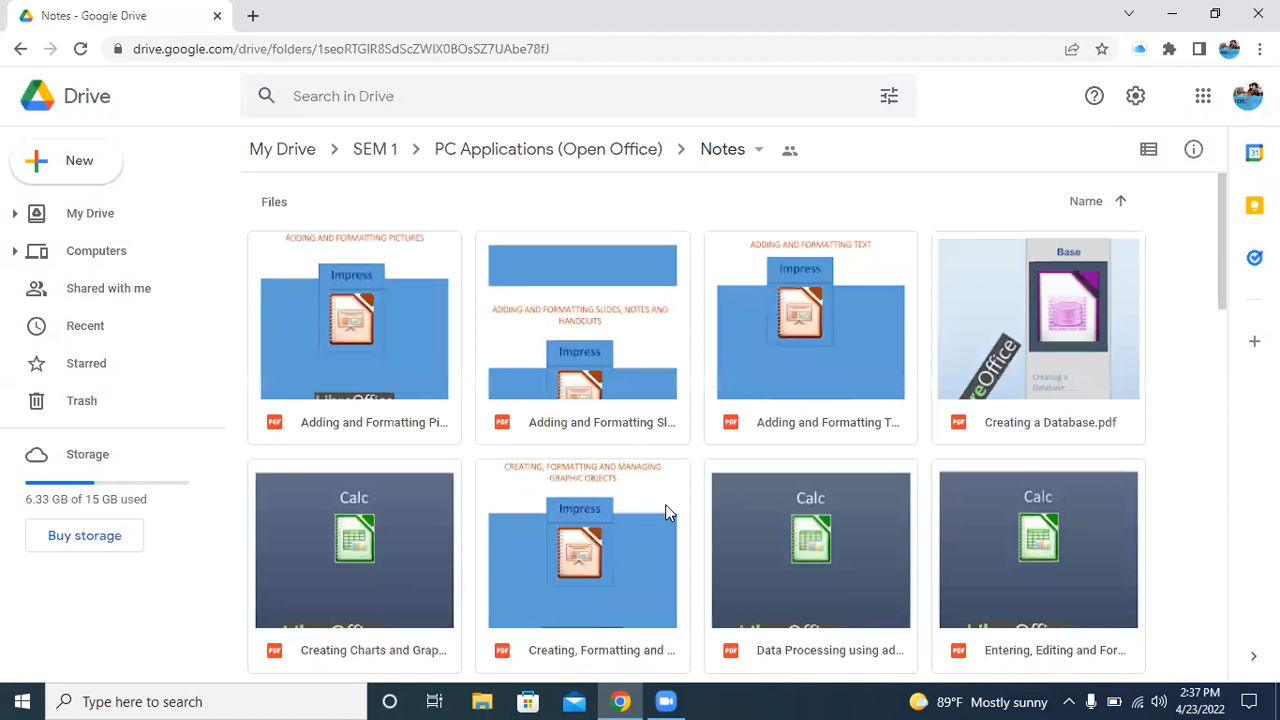 Notes - Google Drive
drive.google.com/drive/folders/1seoRTGIR8SdScZWIX0BOsSZ7UAbe78fJ
Drive
Search in Drive
New
My Drive
Computers
Shared with me
Recent
Starred
Trash
Storage
6.33 GB of 15 GB used
Buy storage
My Drive > SEM 1 > PC Applications (Open Office) > Notes
Files
Name
ADDING AND FORMATTING PICTURES
Impress
Adding and Formatting Pi...
ADDING AND FORMATTING SLIDES, NOTES AND
HANDOUTS
Impress
Adding and Formatting Sl...
ADDING AND FORMATTING TEXT
Impress
Adding and Formatting T...
Base
Creating a
Database
Creating a Database.pdf
Calc
Creating Charts and Grap...
CREATING, FORMATTING AND MANAGING
GRAPHIC OBJECTS
Impress
Creating, Formatting and ...
Calc
Data Processing using ad...
Calc
Entering, Editing and For...
31
Type here to search
89°F Mostly sunny
2:37 PM
4/23/2022